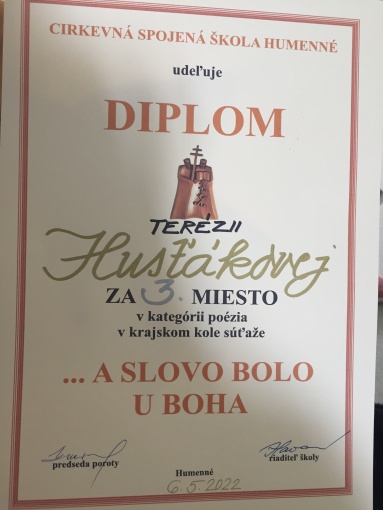 CIRKEVNÁ SPOJENÁ ŠKOLA HUMENNÉ
udeľuje
DIPLOM
TERÉZII
Husťákovej
ZA 3. MIESTO
v kategórii poézia
v krajskom kole súťaže
... A SLOVO BOLO
U BOHA
predseda poroty
riaditeľ školy
Humenné
6.5.2022